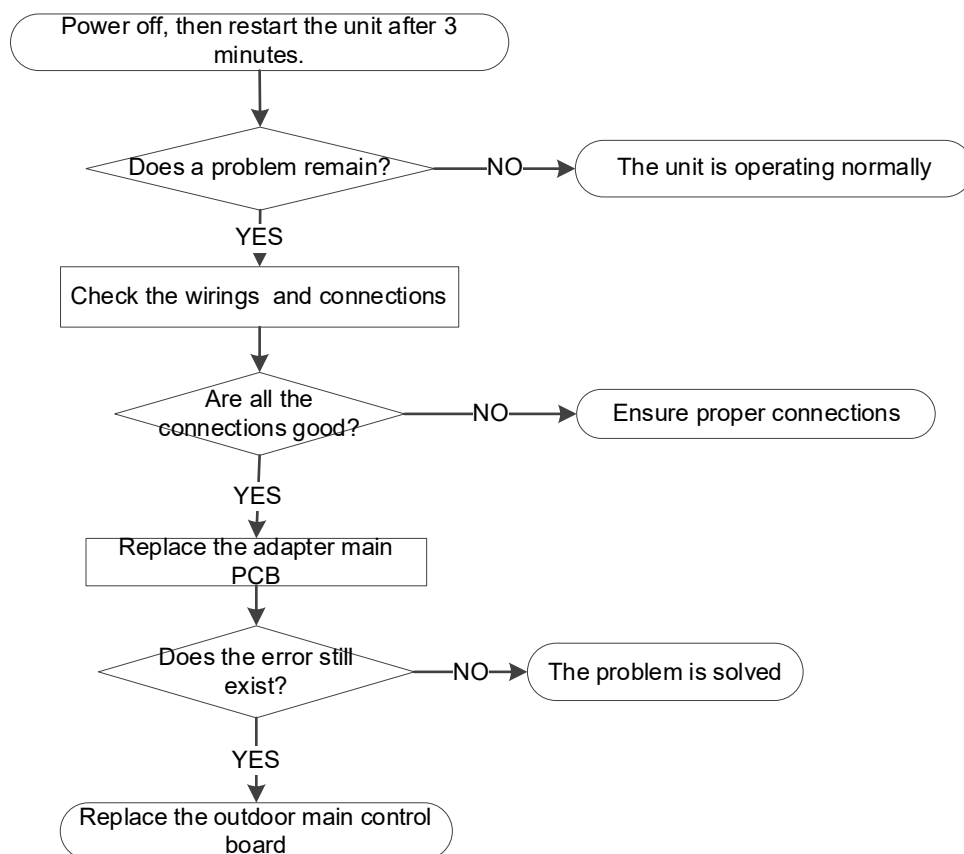 Power off, then restart the unit after 3
minutes.
Does a problem remain?
NO
The unit is operating normally
YES
Check the wirings  and connections
Are all the
connections good?
NO
Ensure proper connections
YES
Replace the adapter main
PCB
Does the error still
exist?
NO
The problem is solved
YES
Replace the outdoor main control
board